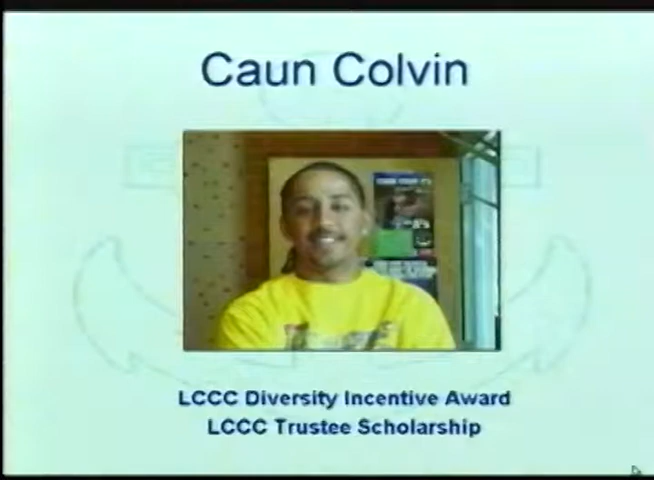 Caun Colvin
LCCC Diversity Incentive Award
LCCC Trustee Scholarship